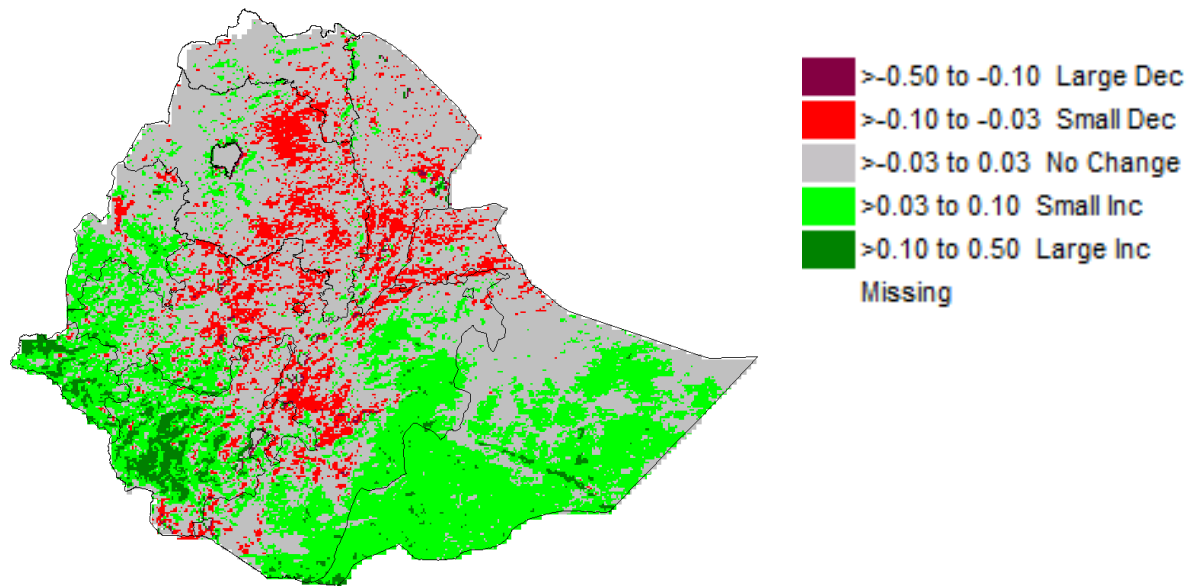 >-0.50 to -0.10 Large Dec
>-0.10 to -0.03 Small Dec
>-0.03 to 0.03 No Change
>0.03 to 0.10 Small Inc
>0.10 to 0.50 Large Inc
Missing